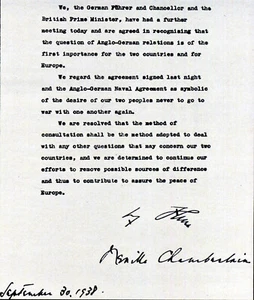 We, the German Führer and Chancellor and the
British Prime Minister, have had a further
meeting today and are agreed in recognising that
the question of Anglo-German relations is of the
first importance for the two countries and for
Europe.
We regard the agreement signed last night
and the Anglo-German Naval Agreement as symbolic
of the desire of our two peoples never to go to
war with one another again.
We are resolved that the method of
consultation shall be the method adopted to deal
with any other questions that may concern our two
countries, and we are determined to continue our
efforts to remove possible sources of difference
and thus to contribute to assure the peace of
Europe.
Neville Chamberlain
September 30, 1938.